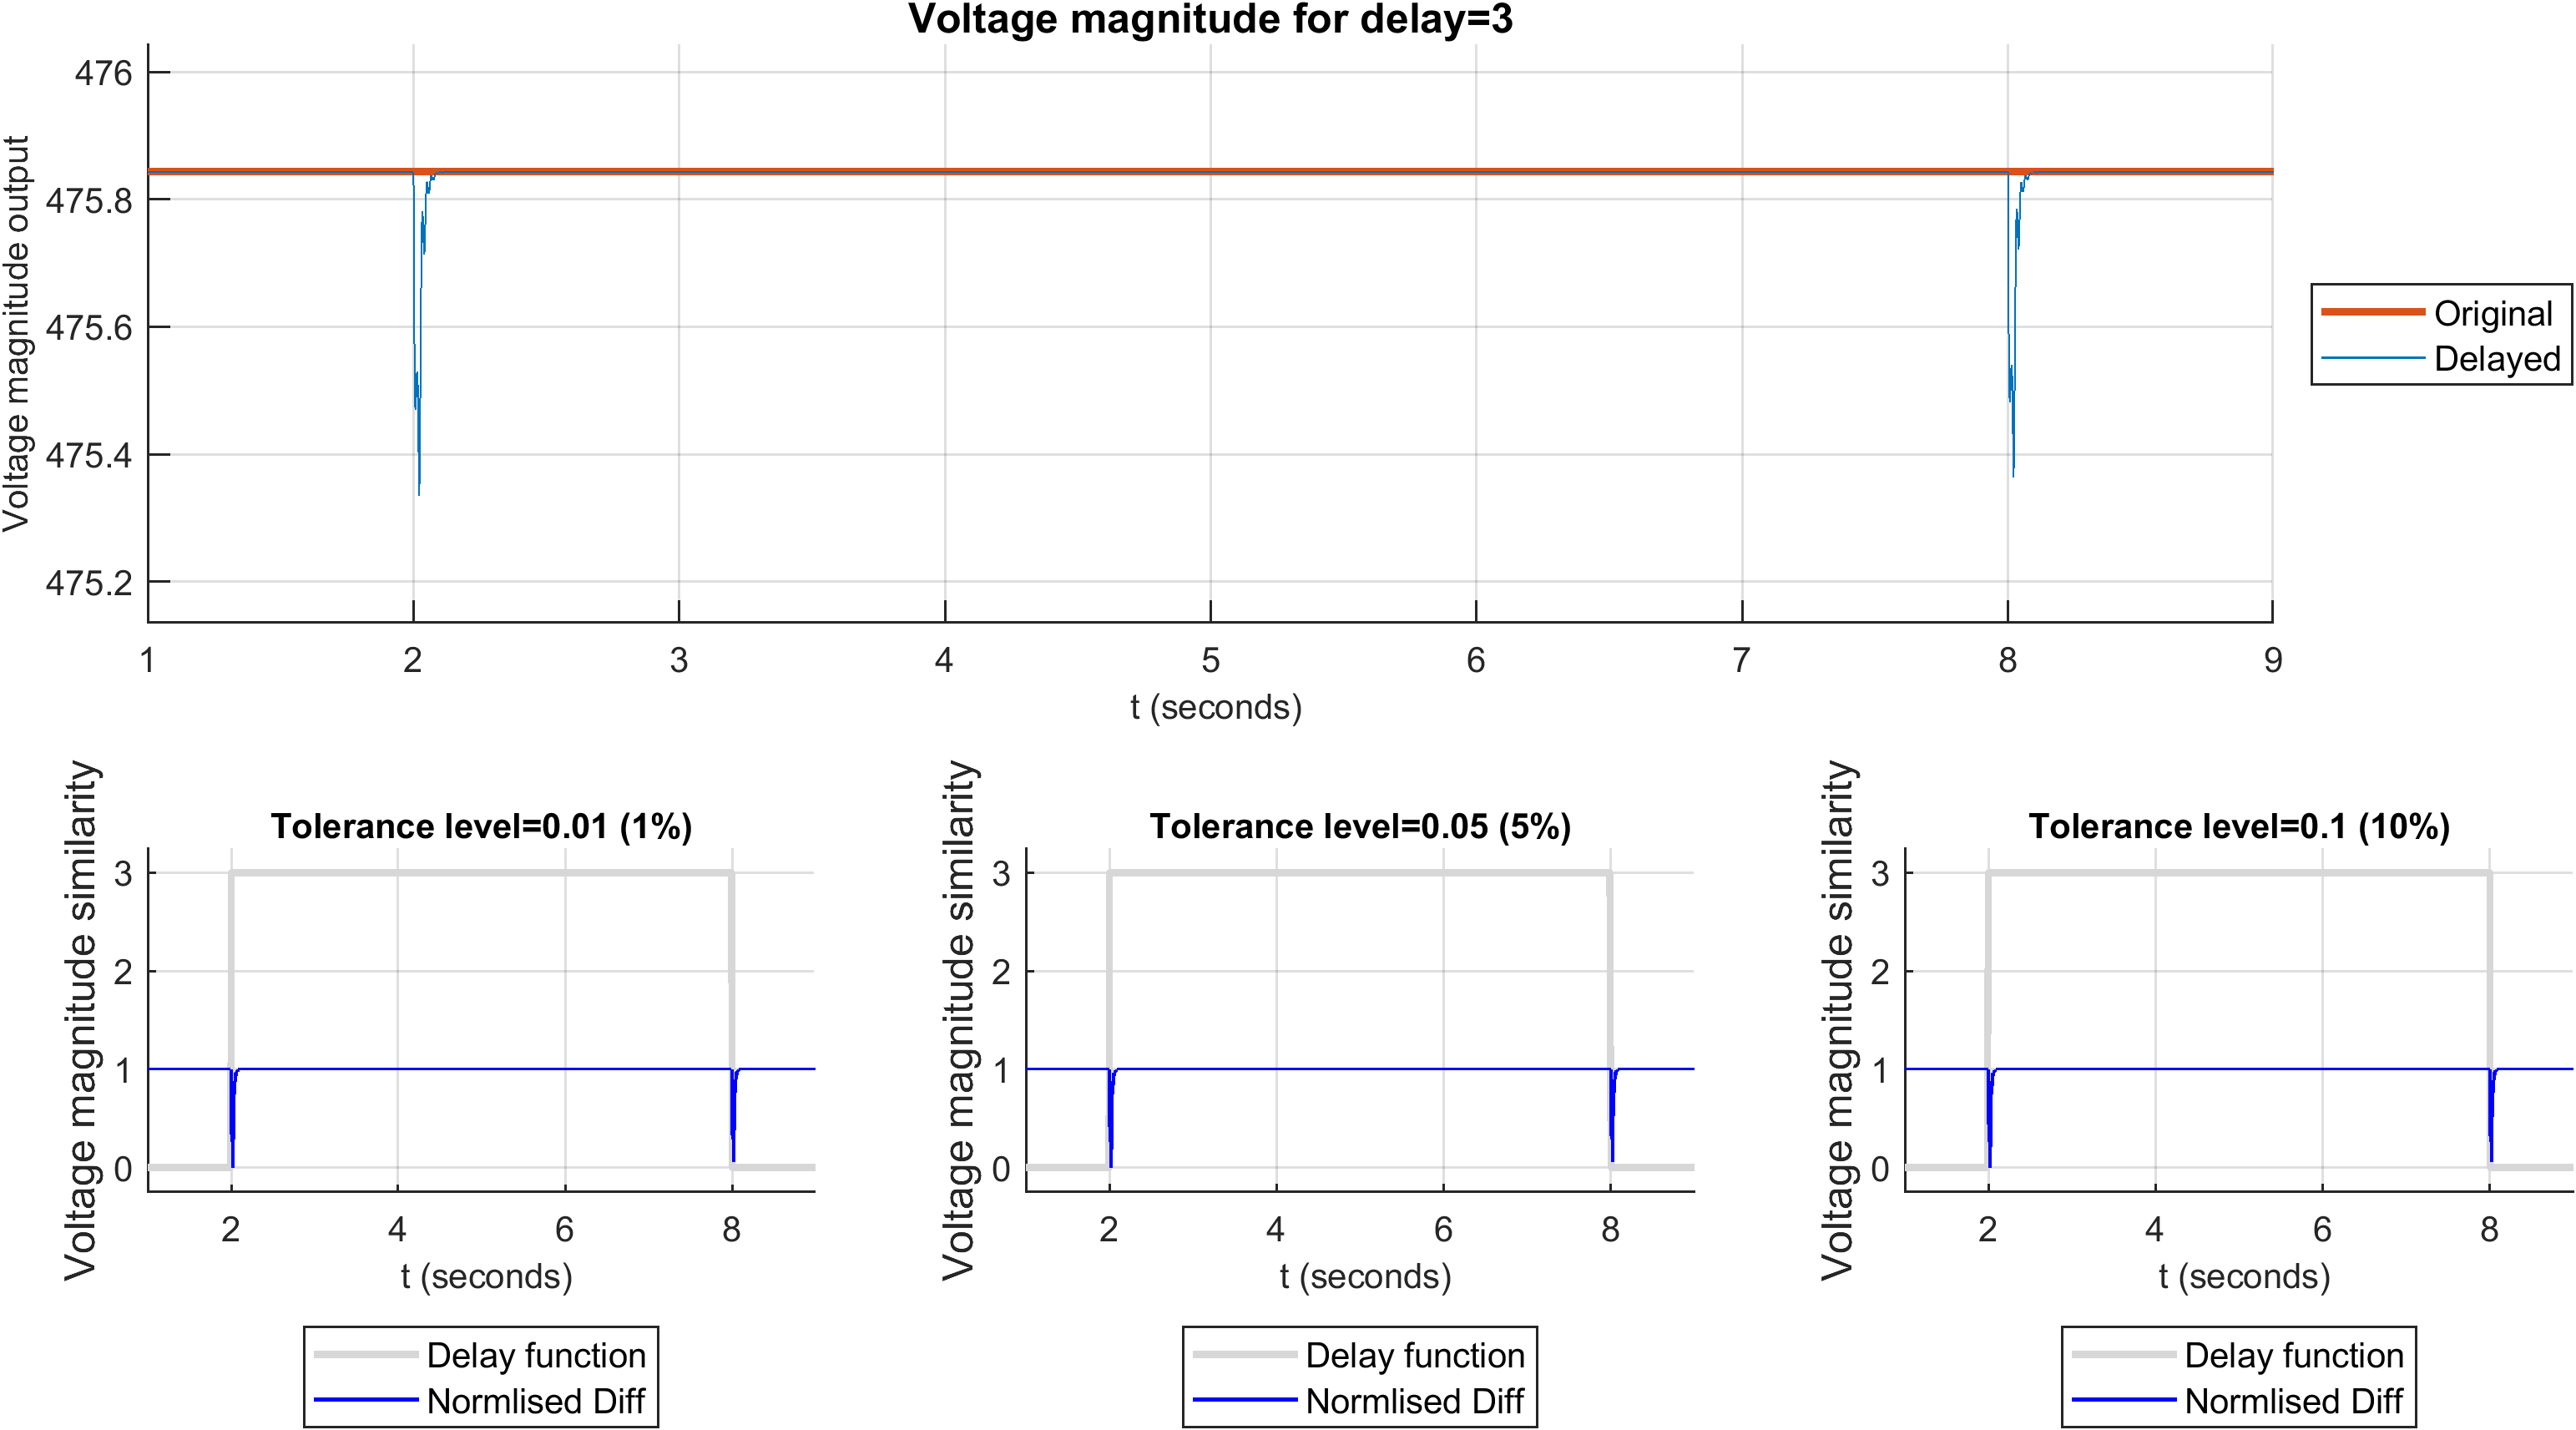 Voltage magnitude for delay=3
Voltage magnitude output
476
475.8
475.6
475.4
475.2
1 2 3 4 5 6 7 8 9
t (seconds)
Original
Delayed
Tolerance level=0.01 (1%)
Voltage magnitude similarity
3
2
1
0
2 4 6 8
t (seconds)
Delay function
Normlised Diff
Tolerance level=0.05 (5%)
Voltage magnitude similarity
3
2
1
0
2 4 6 8
t (seconds)
Delay function
Normlised Diff
Tolerance level=0.1 (10%)
Voltage magnitude similarity
3
2
1
0
2 4 6 8
t (seconds)
Delay function
Normlised Diff